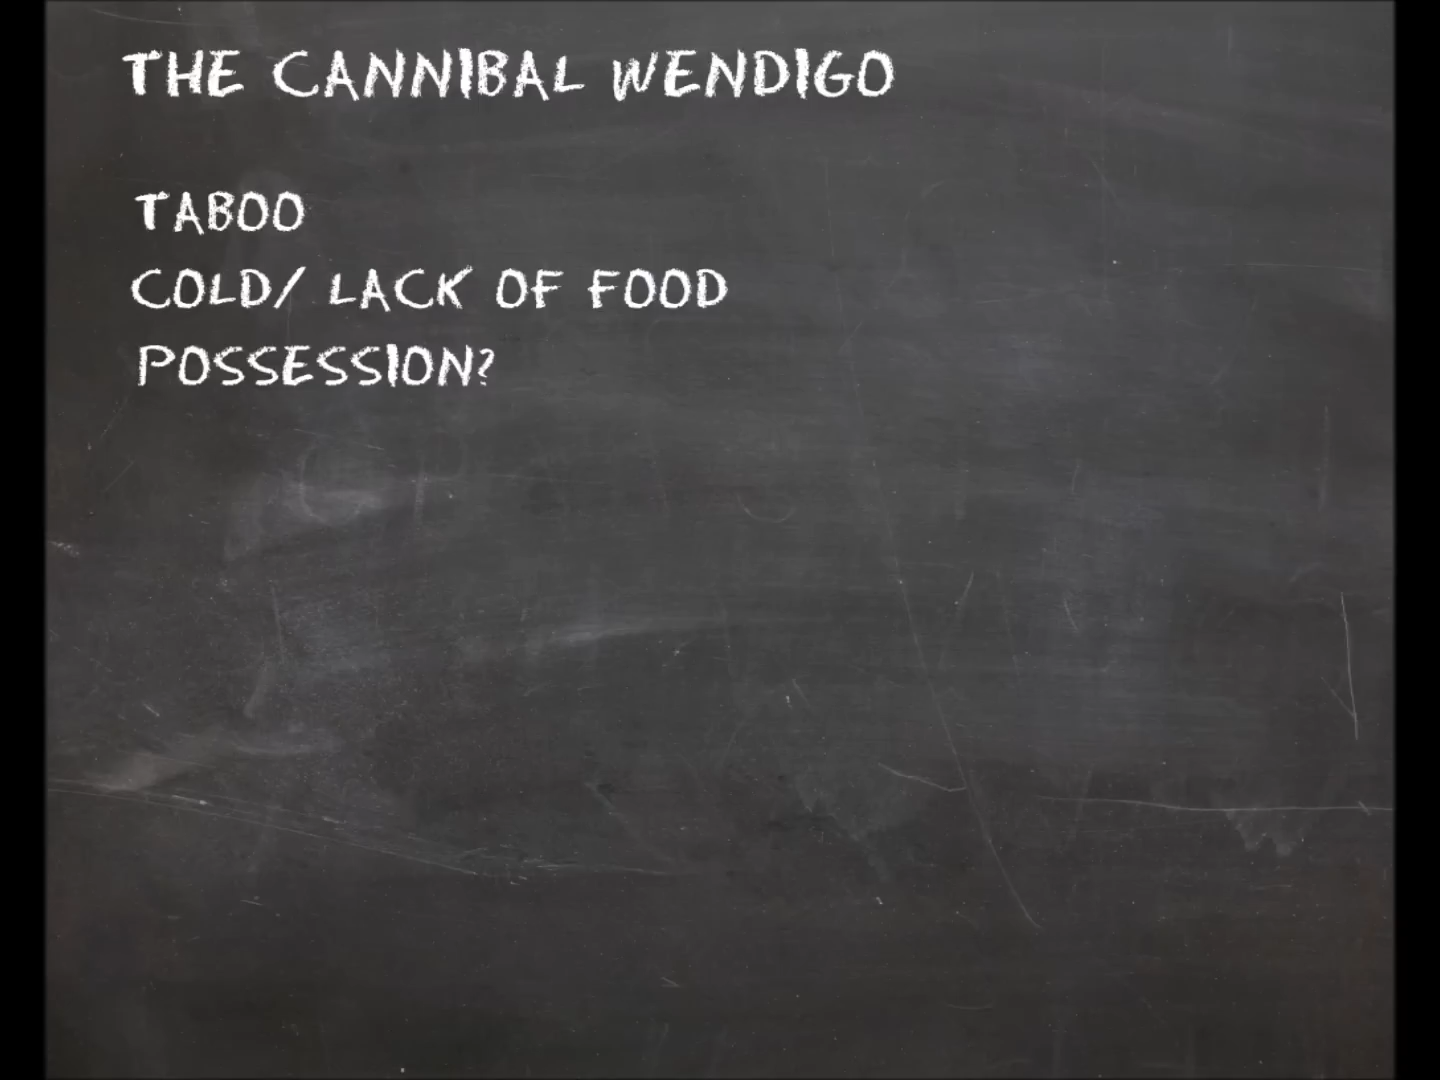 THE CANNIBAL WENDIGO
TABOO
COLD/ LACK OF FOOD
POSSESSION?